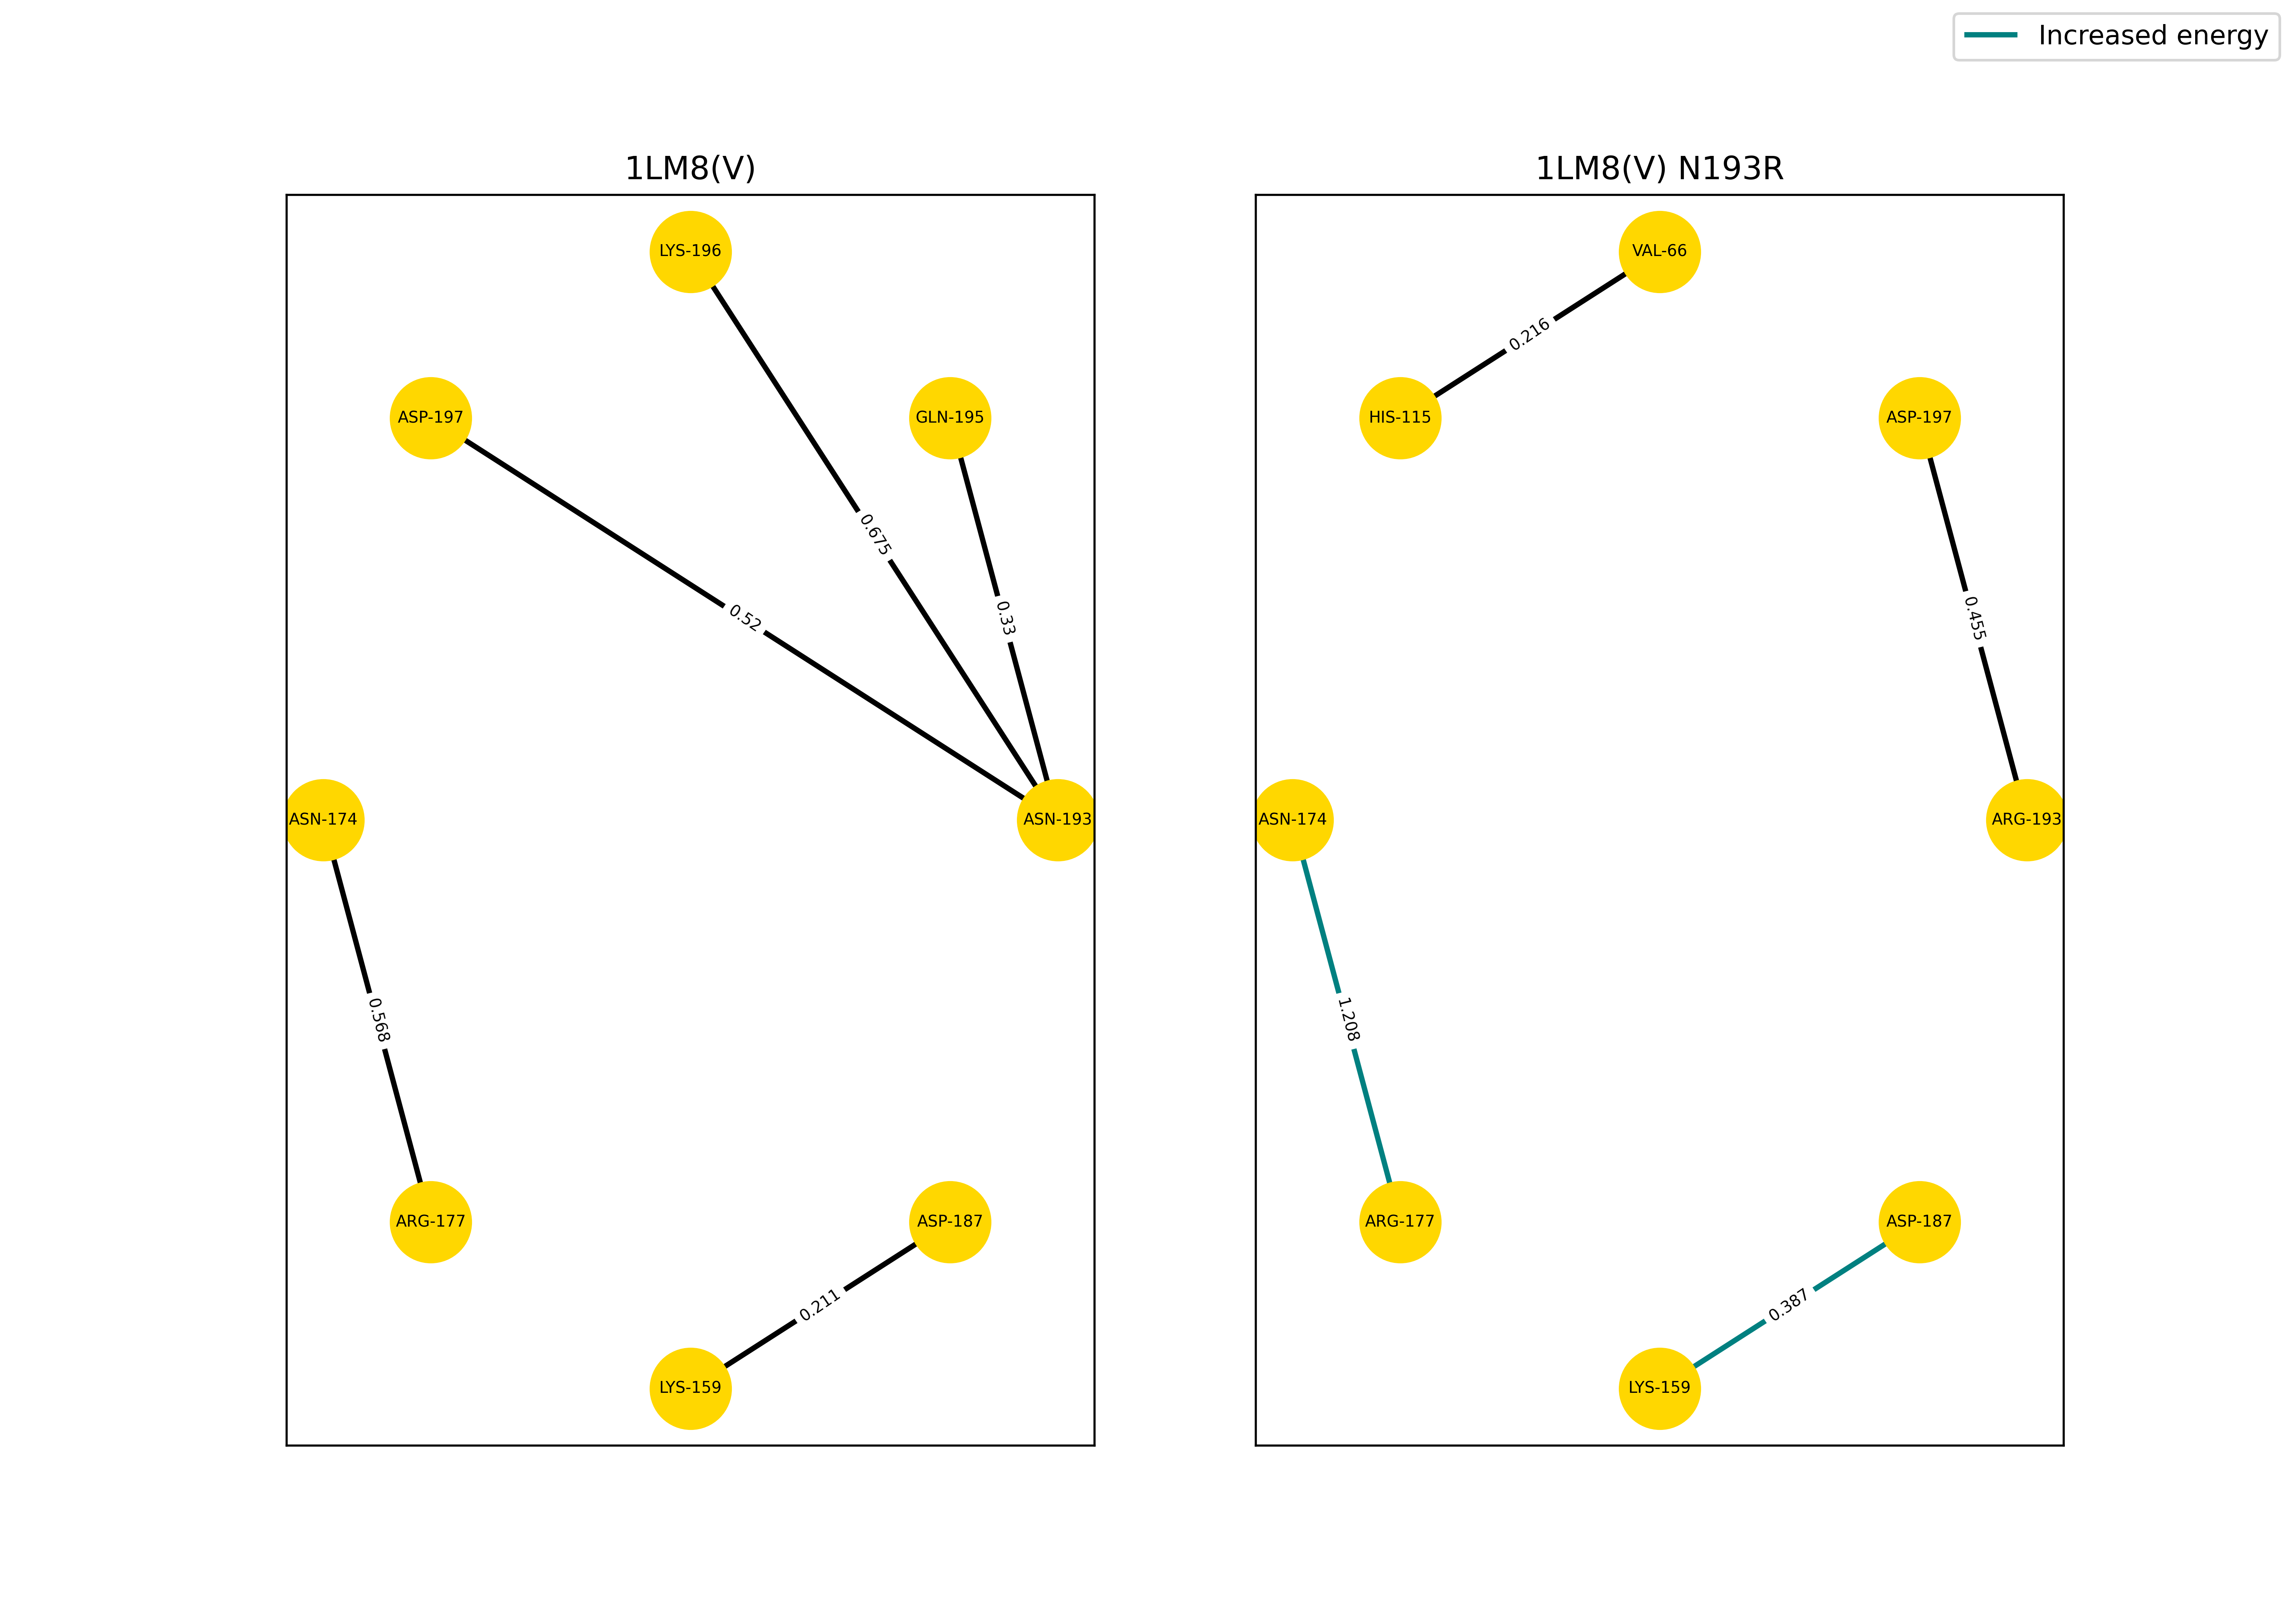 Increased energy
1LM8(V)
LYS-196
ASP-197
GLN-195
0.675
0.52
0.33
ASN-174
ASN-193
0.568
ARG-177
ASP-187
0.211
LYS-159
1LM8(V) N193R
VAL-66
0.216
HIS-115
ASP-197
0.455
ASN-174
ARG-193
1.208
ARG-177
ASP-187
0.387
LYS-159